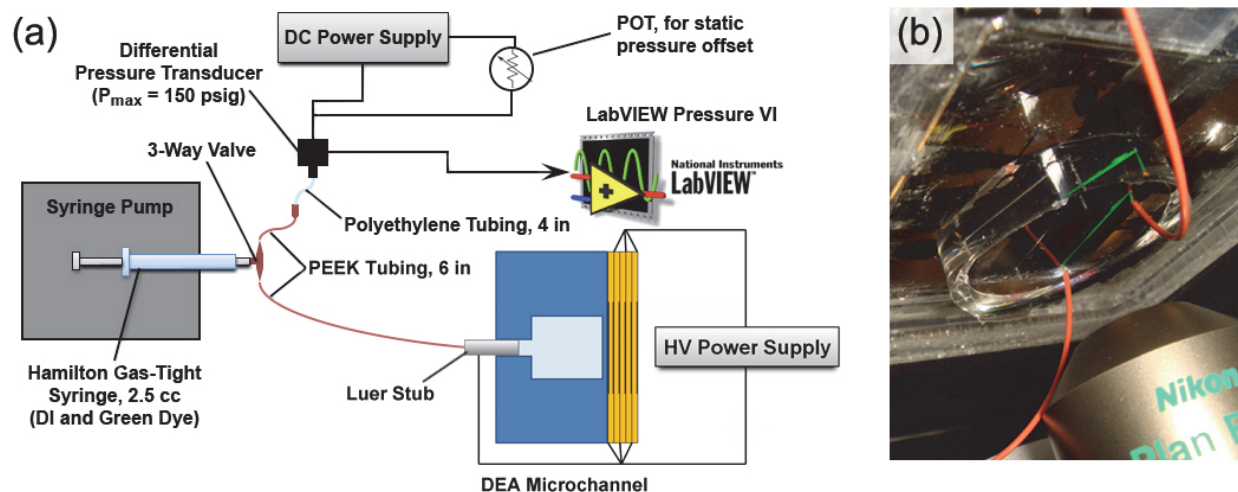 (a)
DC Power Supply
POT, for static
pressure offset
Differential
Pressure Transducer
(Pmax = 150 psig)
LabVIEW Pressure VI
3-Way Valve
NATIONAL INSTRUMENTS
LabVIEW™
Syringe Pump
Polyethylene Tubing, 4 in
PEEK Tubing, 6 in
HV Power Supply
Luer Stub
Hamilton Gas-Tight
Syringe, 2.5 cc
(DI and Green Dye)
DEA Microchannel
(b)
Nikon
Plan